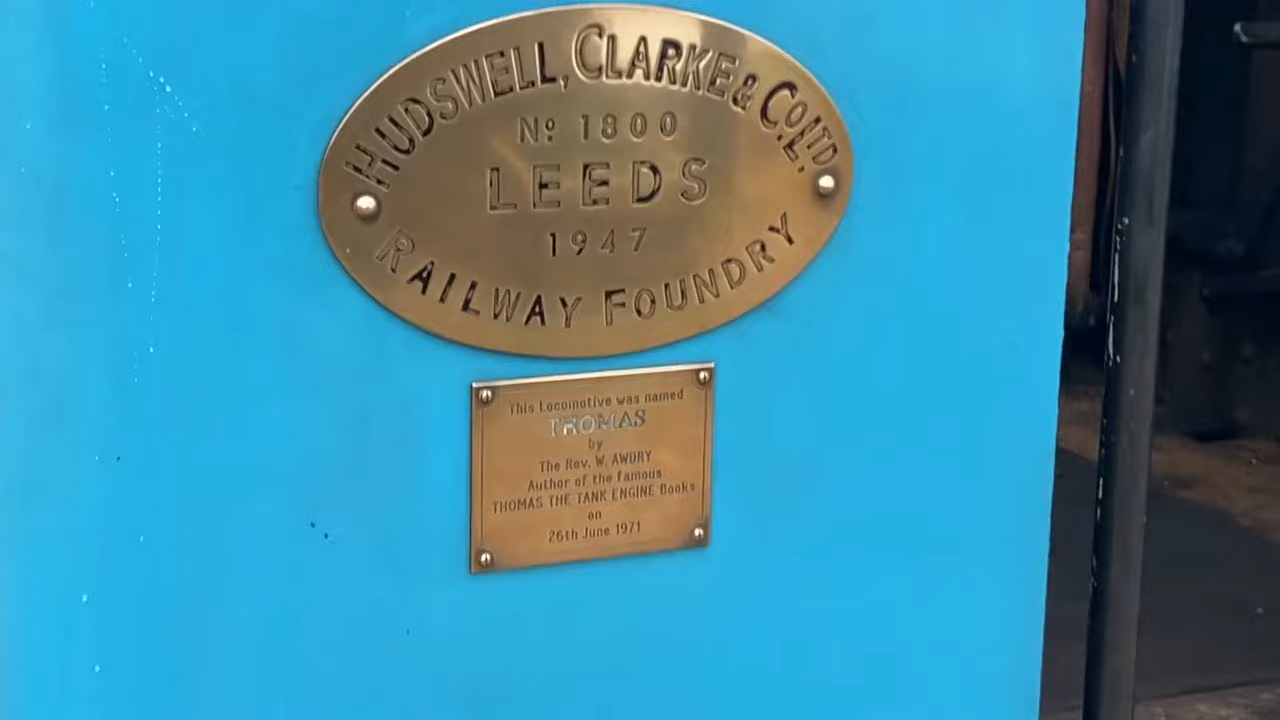 HUDSWELL, CLARKE & CO. LTD.
Nº 1800
LEEDS
1947
RAILWAY FOUNDRY
This Locomotive was named
THOMAS
by
The Rev. W. AWDRY
Author of the famous
THOMAS THE TANK ENGINE Books
on
26th June 1971